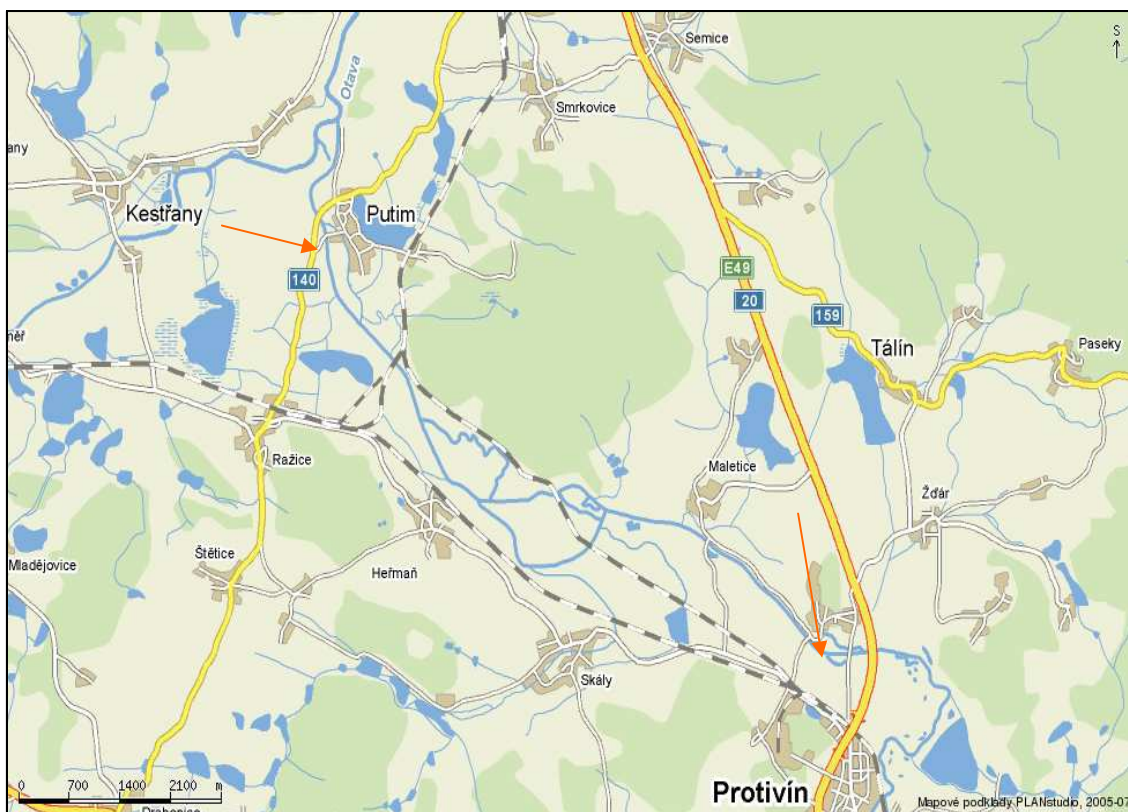 Semice
S
Otava
Smrkovice
any
Kestřany
Putim
140
E49
20
159
něř
Tálín
Paseky
Ražice
Maletice
Žďár
Štětice
Mladějovice
Heřmaň
Skály
0 700 1400 2100 m
Protivín
Drahonice
Mapové podklady PLANstudio, 2005-07